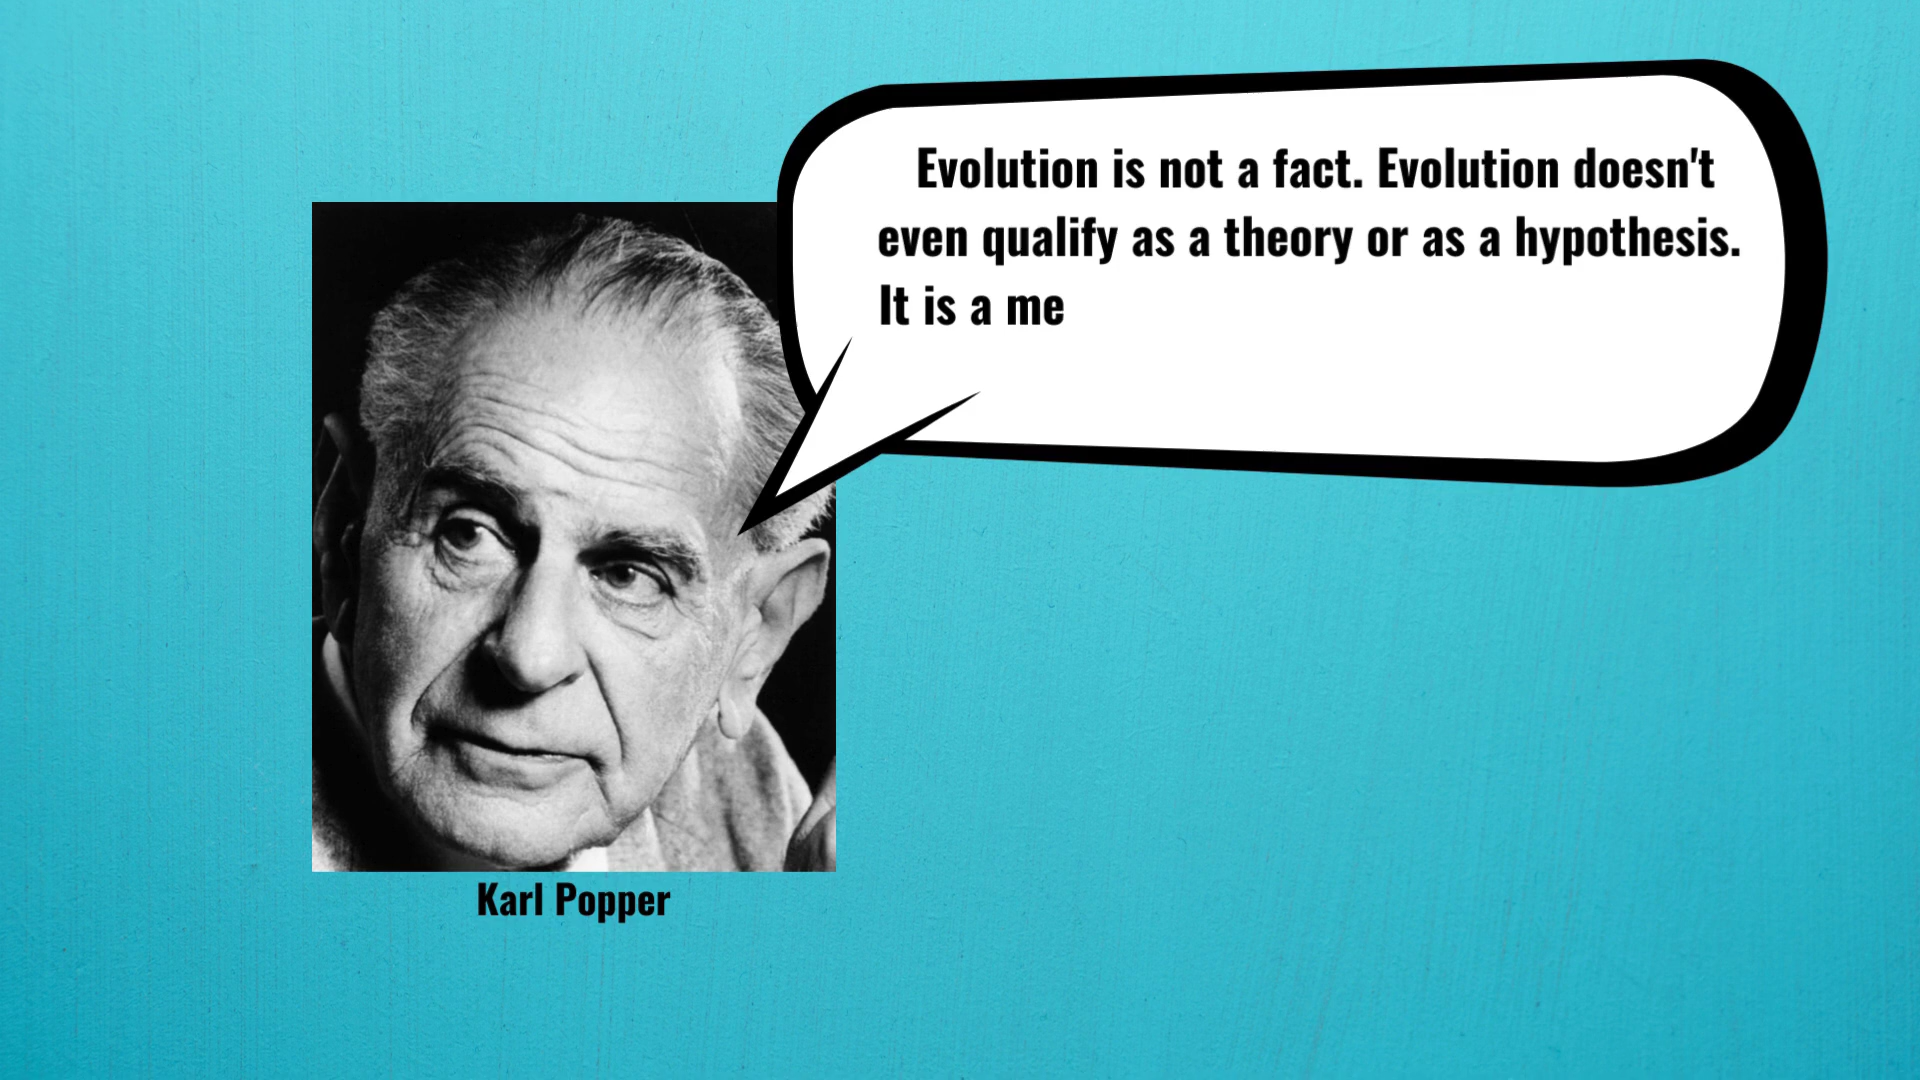 Evolution is not a fact. Evolution doesn't
even qualify as a theory or as a hypothesis.
It is a me
Karl Popper